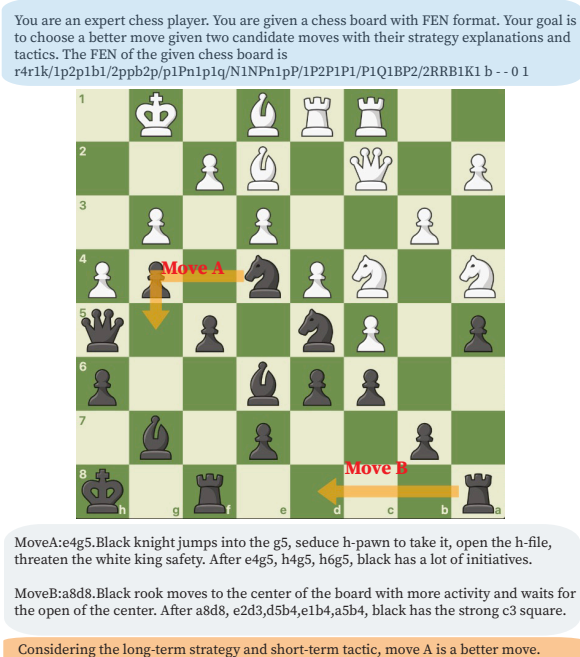 You are an expert chess player. You are given a chess board with FEN format. Your goal is
to choose a better move given two candidate moves with their strategy explanations and
tactics. The FEN of the given chess board is
r4r1k/1p2p1b1/2ppb2p/p1Pn1p1q/N1NPn1pP/1P2P1P1/P1Q1BP2/2RRB1K1 b - - 0 1
1
2
3
4
Move A
5
6
7
Move B
8
h g f e d c b a
MoveA:e4g5.Black knight jumps into the g5, seduce h-pawn to take it, open the h-file,
threaten the white king safety. After e4g5, h4g5, h6g5, black has a lot of initiatives.
MoveB:a8d8.Black rook moves to the center of the board with more activity and waits for
the open of the center. After a8d8, e2d3,d5b4,e1b4,a5b4, black has the strong c3 square.
Considering the long-term strategy and short-term tactic, move A is a better move.